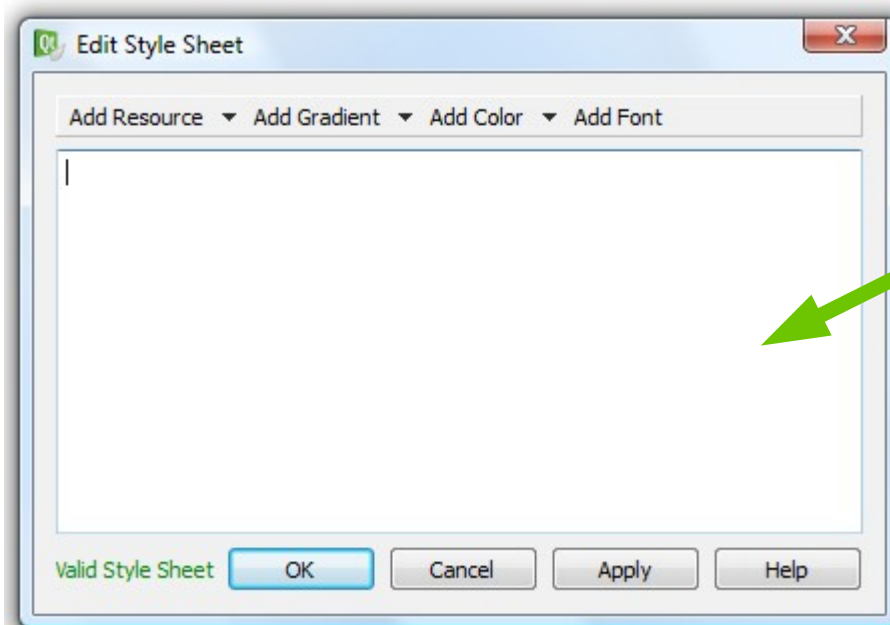 Edit Style Sheet
Add Resource Add Gradient Add Color Add Font
Valid Style Sheet OK Cancel Apply Help